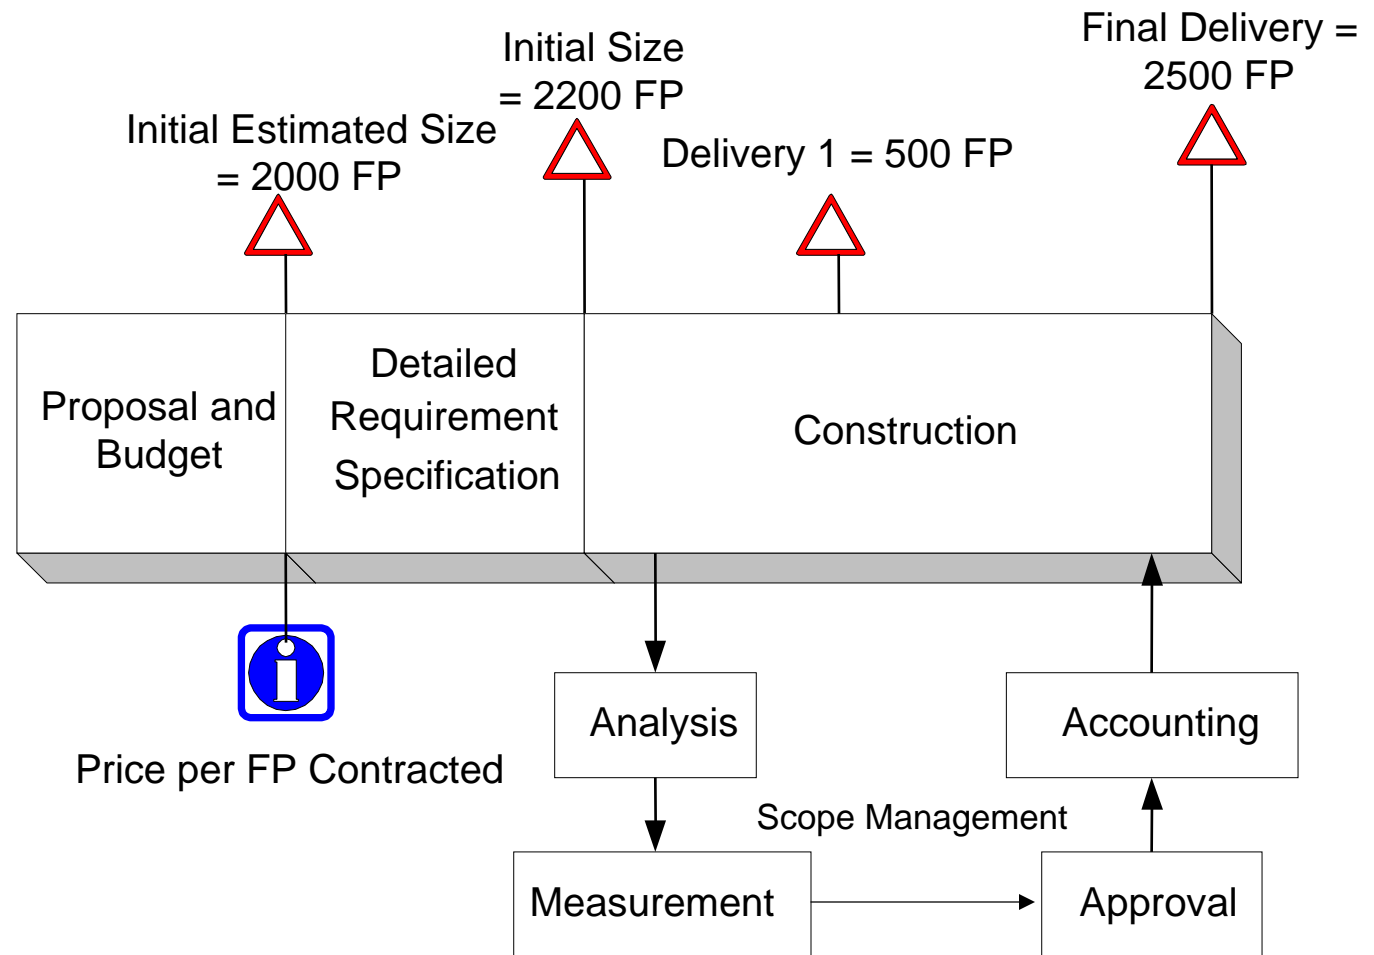 Final Delivery =
2500 FP
Initial Size
= 2200 FP
Initial Estimated Size
= 2000 FP
Delivery 1 = 500 FP
Proposal and
Budget
Detailed
Requirement
Specification
Construction
Price per FP Contracted
Analysis
Accounting
Scope Management
Measurement
Approval